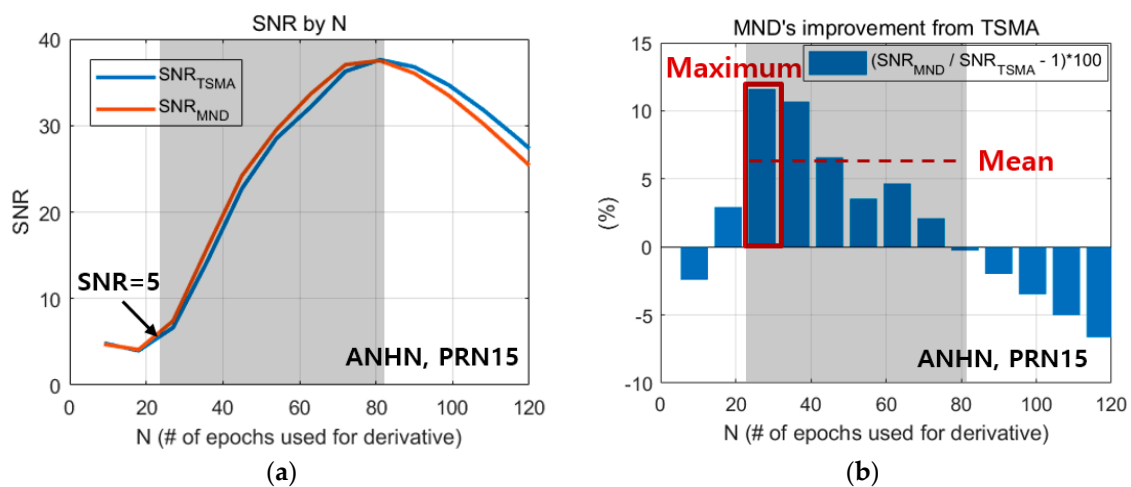 SNR by N
40
30
20
10
0
0 20 40 60 80 100 120
SNR
N (# of epochs used for derivative)
SNR_TSMA
SNR_MND
SNR=5
ANHN, PRN15
(a)
MND's improvement from TSMA
15
10
5
0
-5
-10
0 20 40 60 80 100 120
(%)
N (# of epochs used for derivative)
(SNR_MND / SNR_TSMA - 1)*100
Maximum
Mean
ANHN, PRN15
(b)